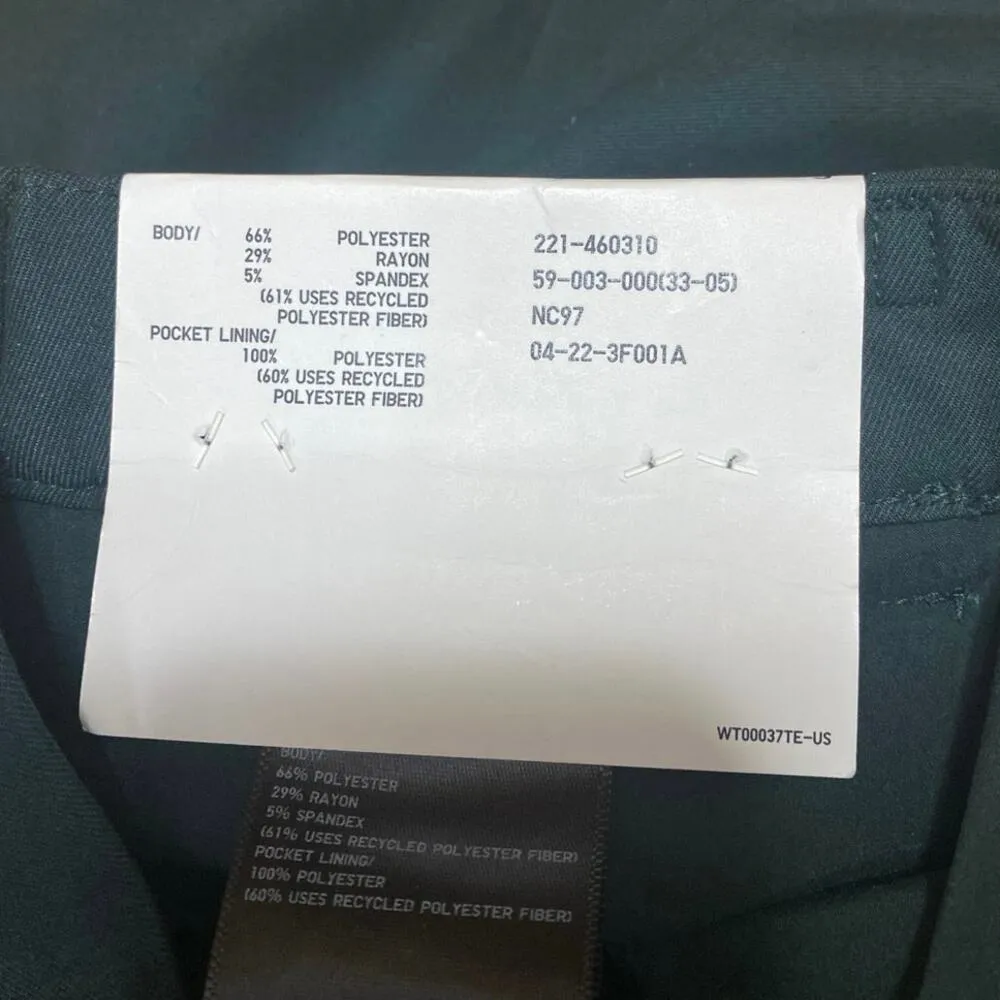 BODY/ 66% POLYESTER
29% RAYON
5% SPANDEX
(61% USES RECYCLED
POLYESTER FIBER)
POCKET LINING/
100% POLYESTER
(60% USES RECYCLED
POLYESTER FIBER)
221-460310
59-003-000(33-05)
NC97
04-22-3F001A
WT00037TE-US
BODY/
66% POLYESTER
29% RAYON
5% SPANDEX
(61% USES RECYCLED POLYESTER FIBER)
POCKET LINING/
100% POLYESTER
(60% USES RECYCLED POLYESTER FIBER)